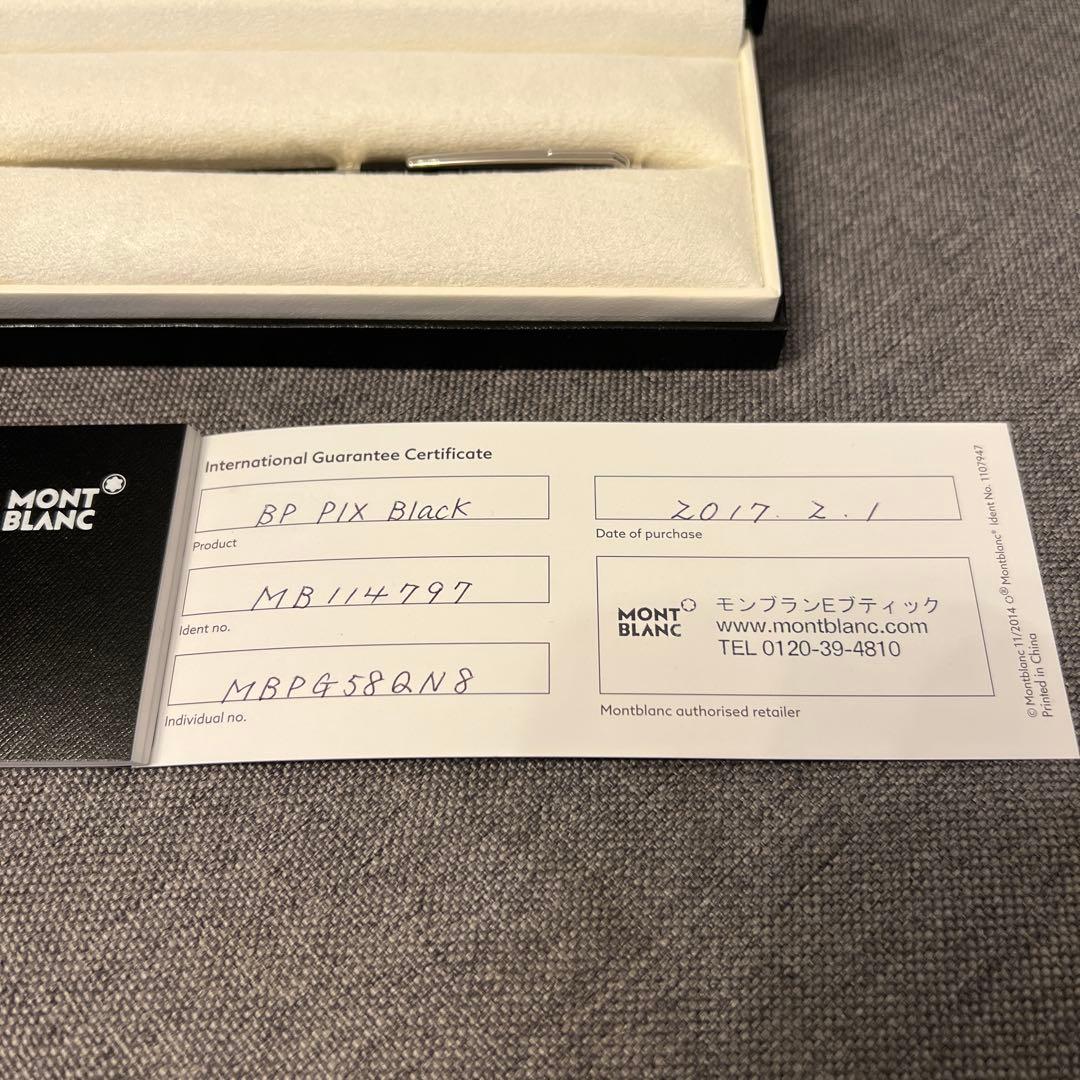 MONT
BLANC
International Guarantee Certificate
BP PIX Black
Product
MB114797
Ident no.
MBPG58QN8
Individual no.
2017. 2. 1
Date of purchase
MONT
BLANC
モンブランEブティック
www.montblanc.com
TEL 0120-39-4810
Montblanc authorised retailer
© Montblanc 11/2014 ® Montblanc® Ident No. 1107947
Printed in China